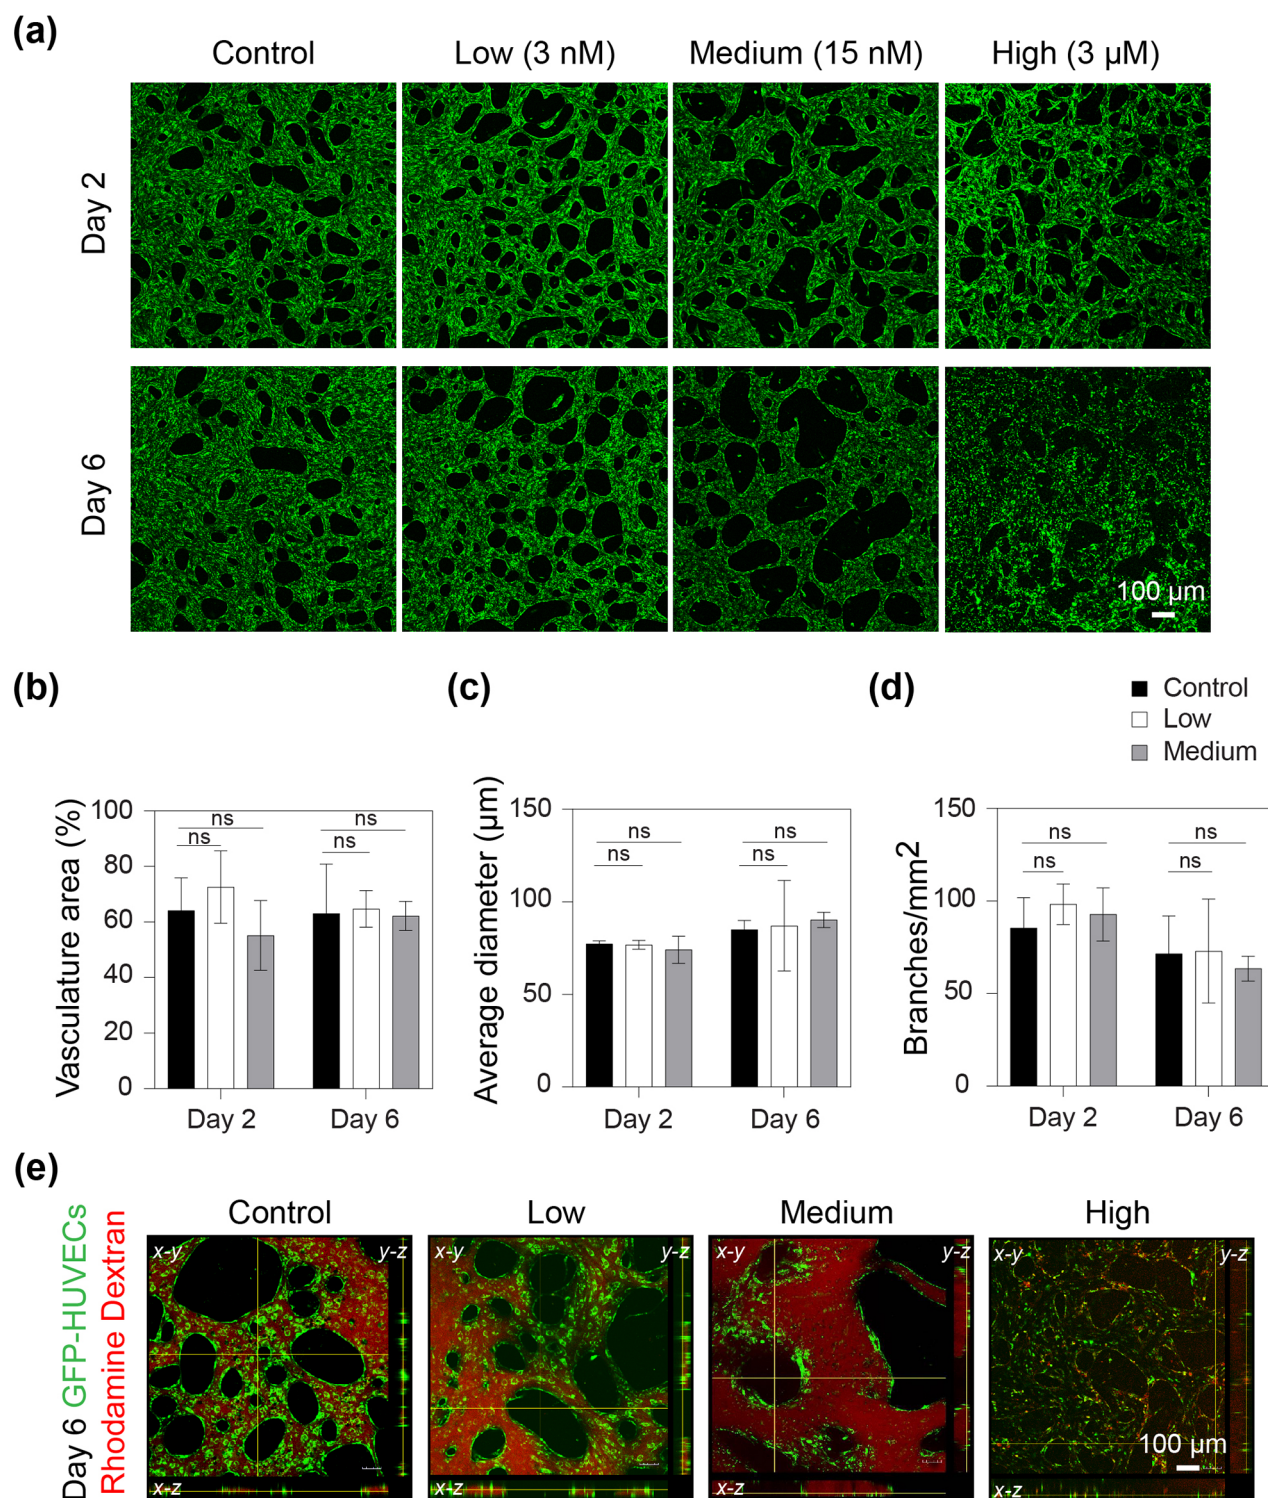 (a)
Control
Low (3 nM)
Medium (15 nM)
High (3 µM)
Day 2
Day 6
100 µm
(b)
(c)
(d)
Control
Low
Medium
Vasculature area (%)
100
80
60
40
20
0
ns
ns
ns
ns
Day 2
Day 6
Average diameter (µm)
150
100
50
0
ns
ns
ns
ns
Day 2
Day 6
Branches/mm2
150
100
50
0
ns
ns
ns
ns
Day 2
Day 6
(e)
Day 6 GFP-HUVECs
Rhodamine Dextran
Control
Low
Medium
High
x-y
y-z
x-z
x-y
y-z
x-z
x-y
y-z
x-z
x-y
y-z
x-z
100 µm